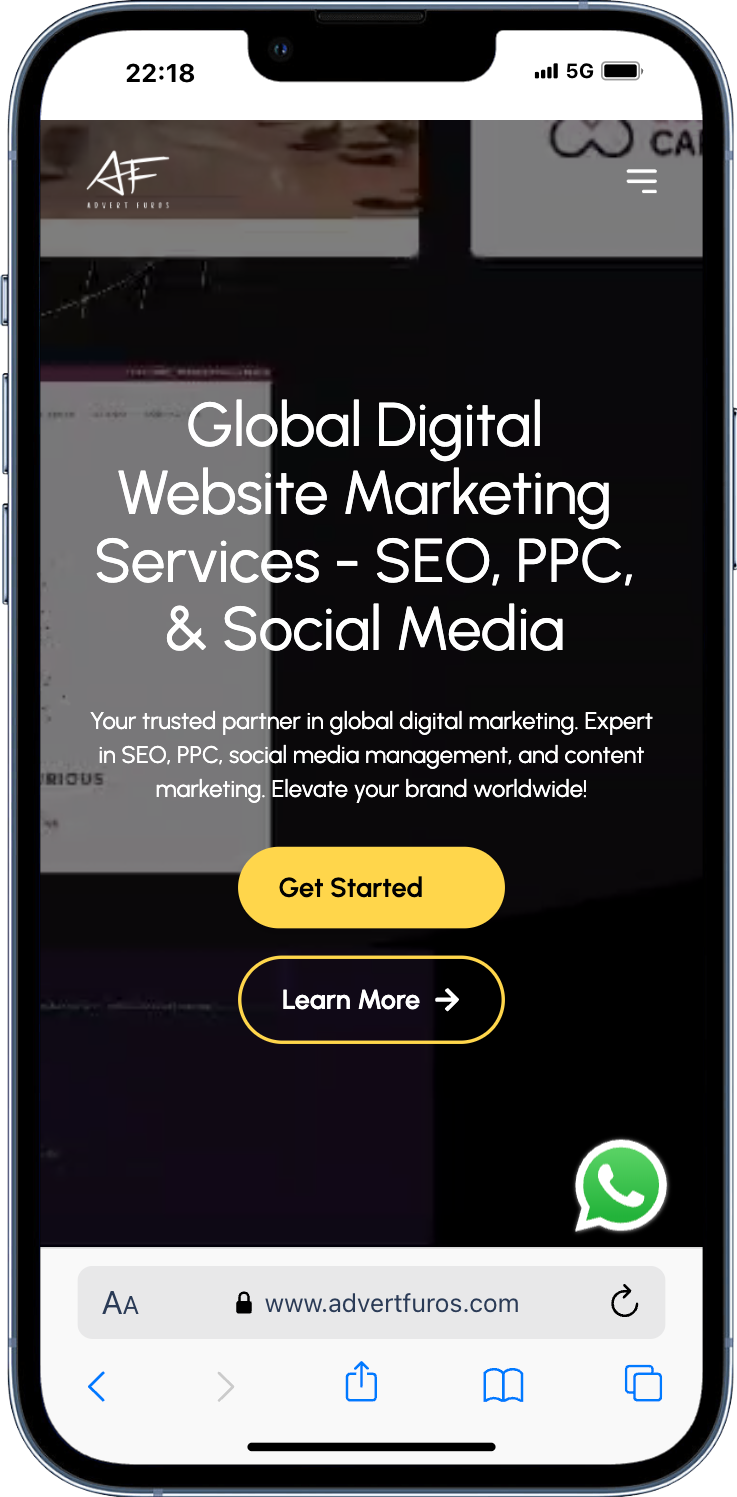 22:18
5G
AF
ADVERT FUROS
CAR
Global Digital
Website Marketing
Services - SEO, PPC,
& Social Media
Your trusted partner in global digital marketing. Expert
in SEO, PPC, social media management, and content
marketing. Elevate your brand worldwide!
RIOUS
Get Started
Learn More
AA
www.advertfuros.com